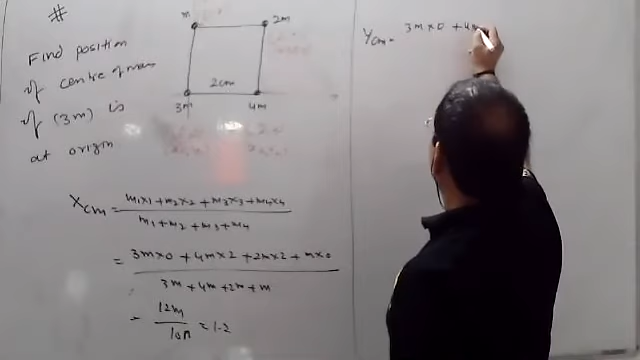 #
Find position
of centre of mass
of (3m) is
at origin
m
2m
2cm
3m
4m
Xcm = m1x1 + m2x2 + m3x3 + m4x4
m1 + m2 + m3 + m4
= 3m×0 + 4m×2 + 2m×2 + m×0
3m + 4m + 2m + m
= 12m
10m = 1.2
Ycm = 3m×0 + 4m